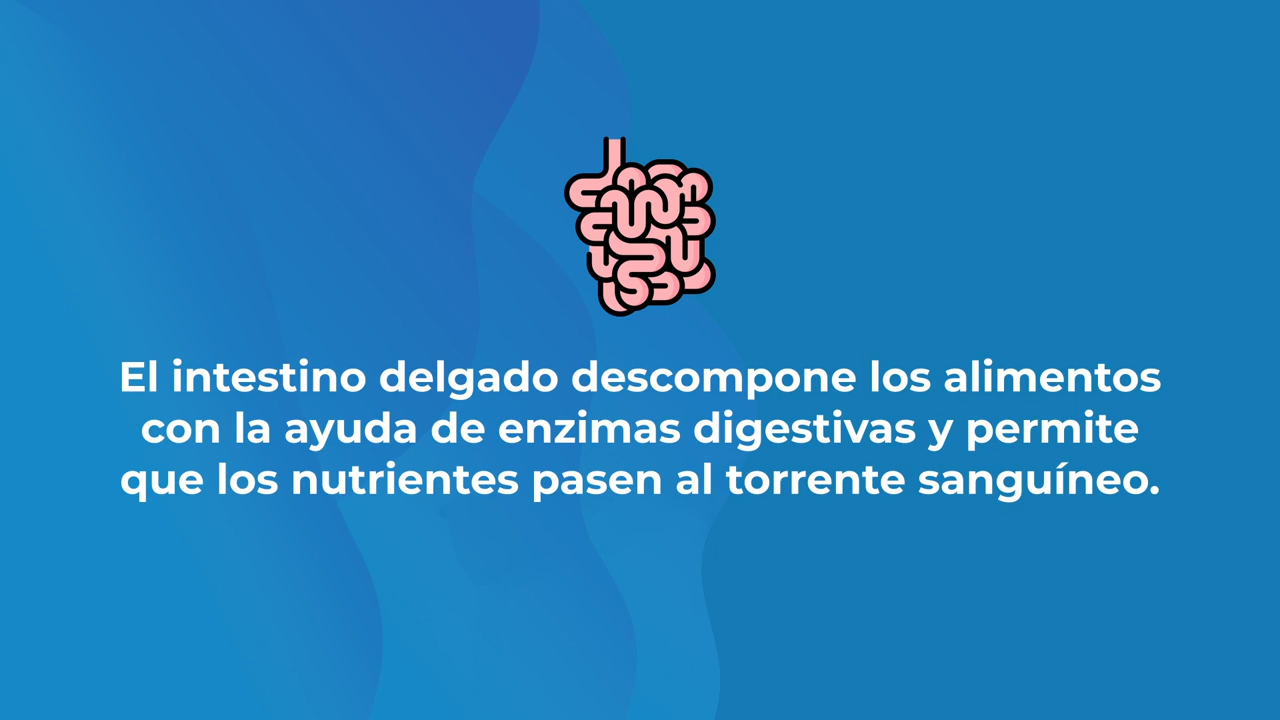 El intestino delgado descompone los alimentos
con la ayuda de enzimas digestivas y permite
que los nutrientes pasen al torrente sanguíneo.